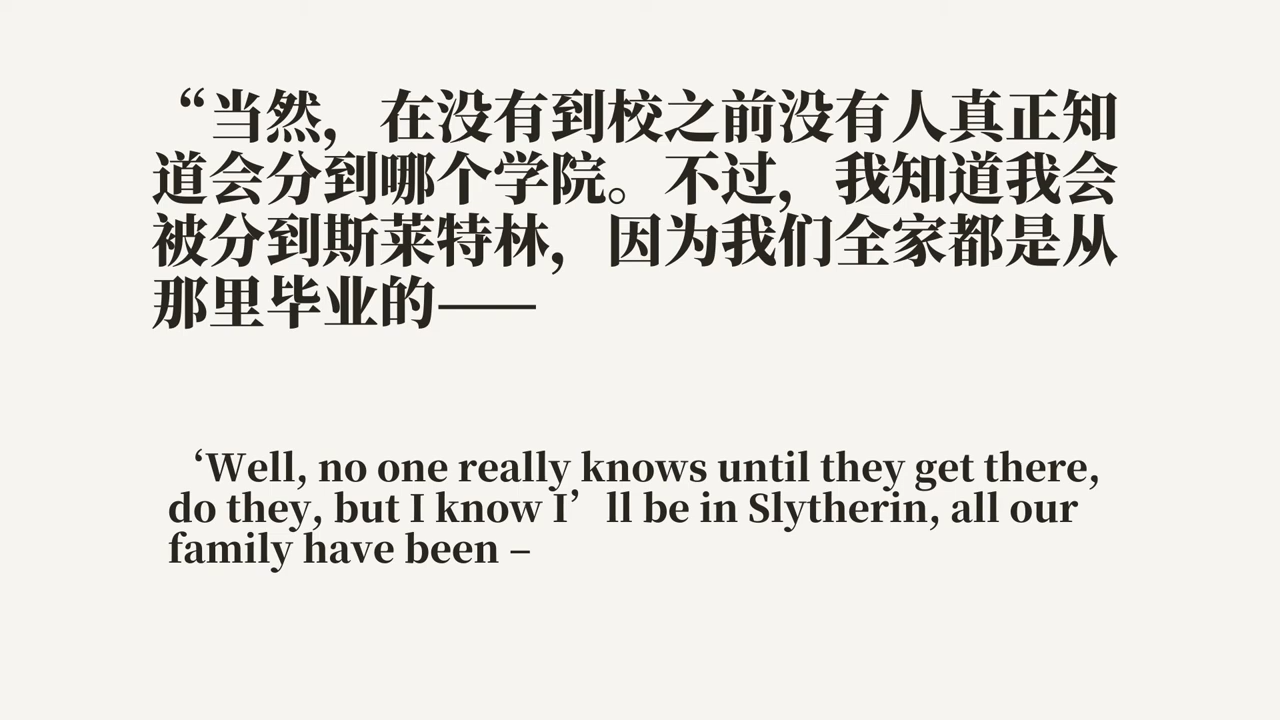 “当然，在没有到校之前没有人真正知
道会分到哪个学院。不过，我知道我会
被分到斯莱特林，因为我们全家都是从
那里毕业的——
‘Well, no one really knows until they get there,
do they, but I know I’ll be in Slytherin, all our
family have been –